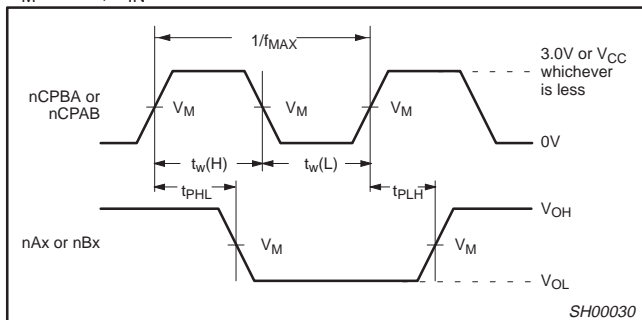 1/fMAX
3.0V or VCC
whichever
is less
nCPBA or
nCPAB
VM
VM
VM
0V
tw(H)
tw(L)
tPHL
tPLH
VOH
nAx or nBx
VM
VM
VOL
SH00030